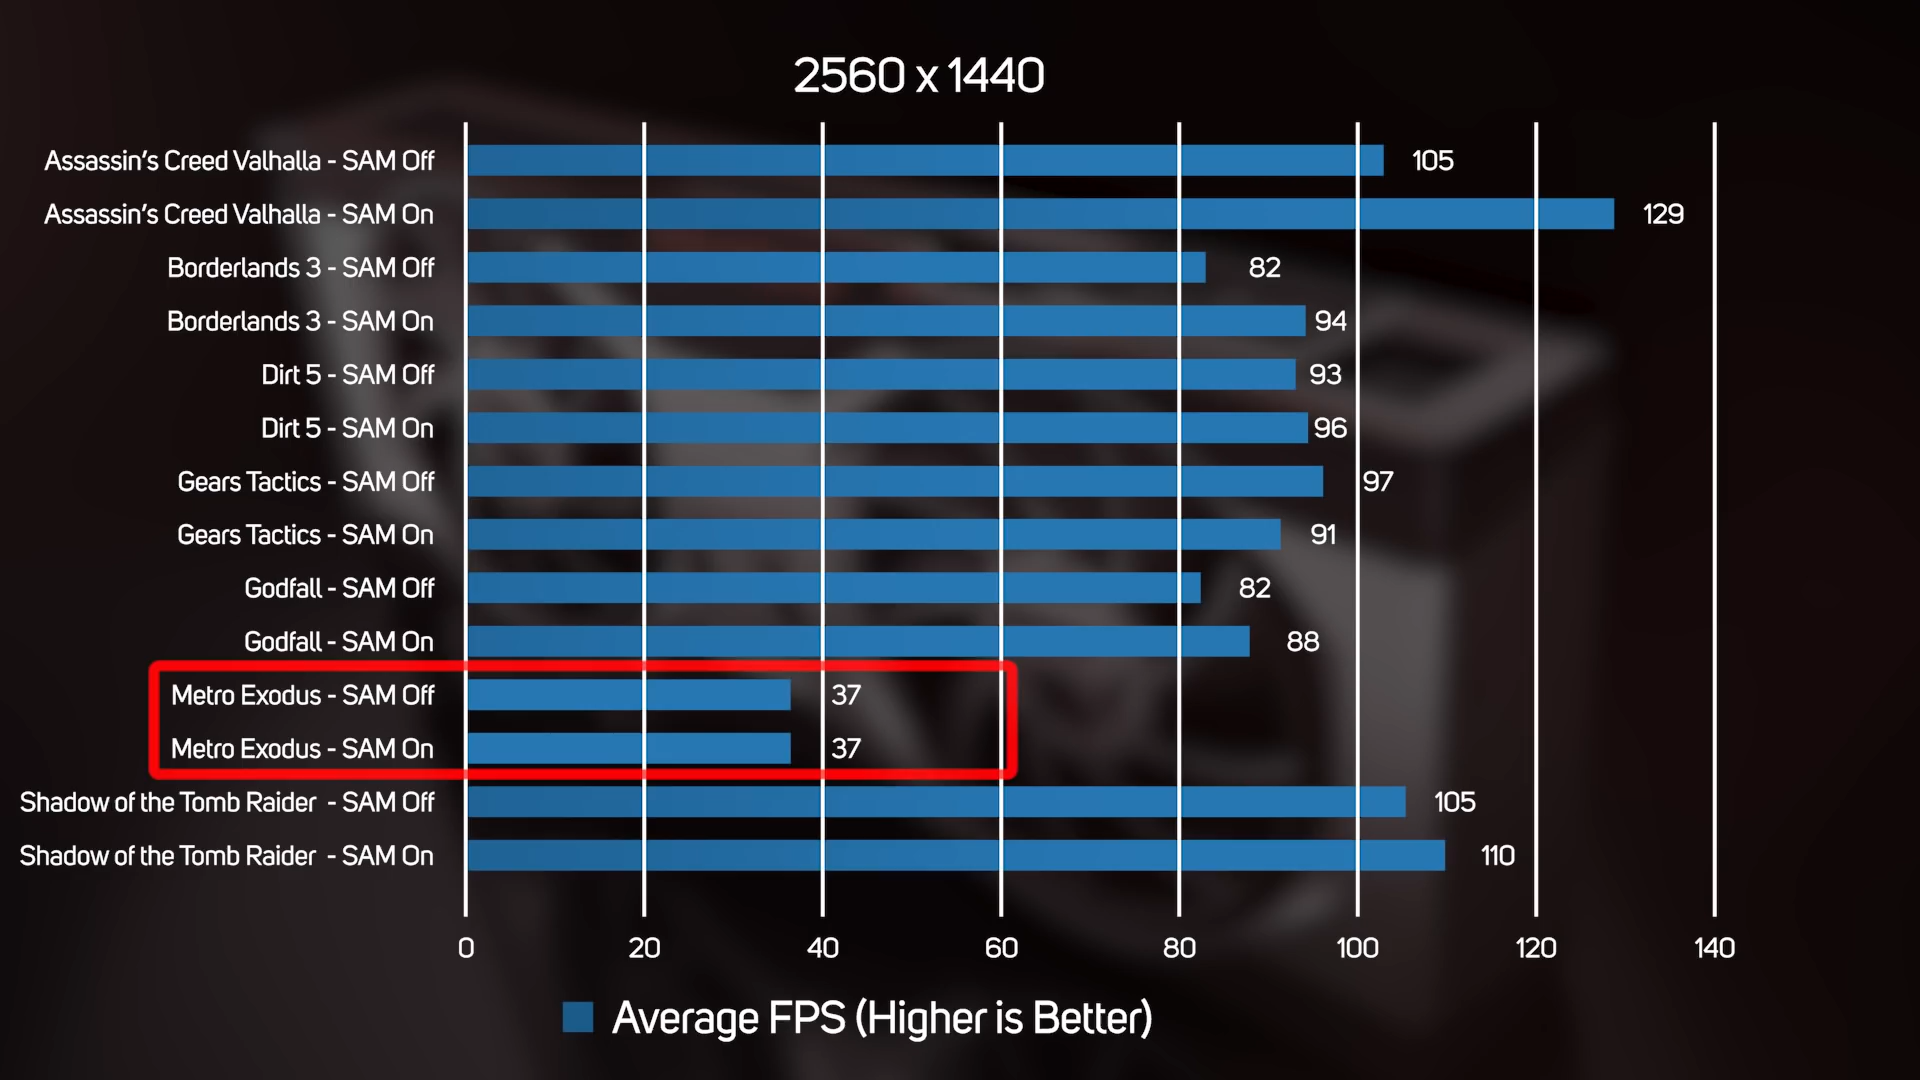 2560 x 1440
Assassin's Creed Valhalla - SAM Off 105
Assassin's Creed Valhalla - SAM On 129
Borderlands 3 - SAM Off 82
Borderlands 3 - SAM On 94
Dirt 5 - SAM Off 93
Dirt 5 - SAM On 96
Gears Tactics - SAM Off 97
Gears Tactics - SAM On 91
Godfall - SAM Off 82
Godfall - SAM On 88
Metro Exodus - SAM Off 37
Metro Exodus - SAM On 37
Shadow of the Tomb Raider - SAM Off 105
Shadow of the Tomb Raider - SAM On 110
0 20 40 60 80 100 120 140
Average FPS (Higher is Better)